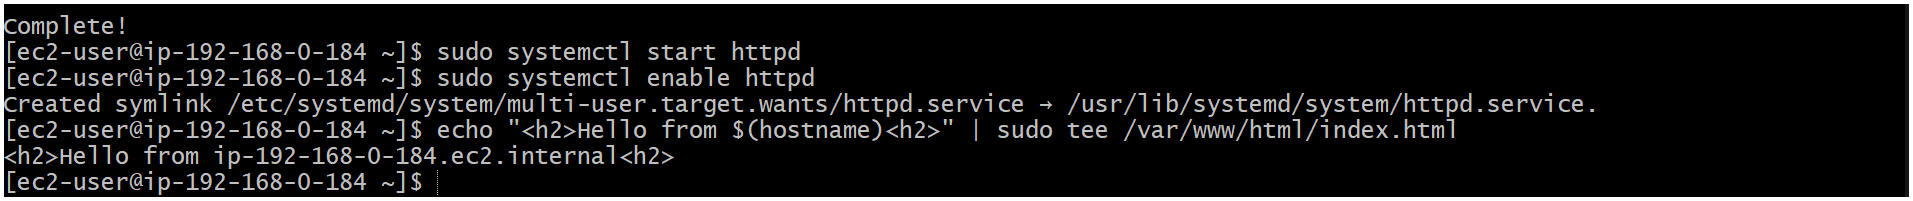 Complete!
[ec2-user@ip-192-168-0-184 ~]$ sudo systemctl start httpd
[ec2-user@ip-192-168-0-184 ~]$ sudo systemctl enable httpd
Created symlink /etc/systemd/system/multi-user.target.wants/httpd.service → /usr/lib/systemd/system/httpd.service.
[ec2-user@ip-192-168-0-184 ~]$ echo "<h2>Hello from $(hostname)<h2>" | sudo tee /var/www/html/index.html
<h2>Hello from ip-192-168-0-184.ec2.internal<h2>
[ec2-user@ip-192-168-0-184 ~]$